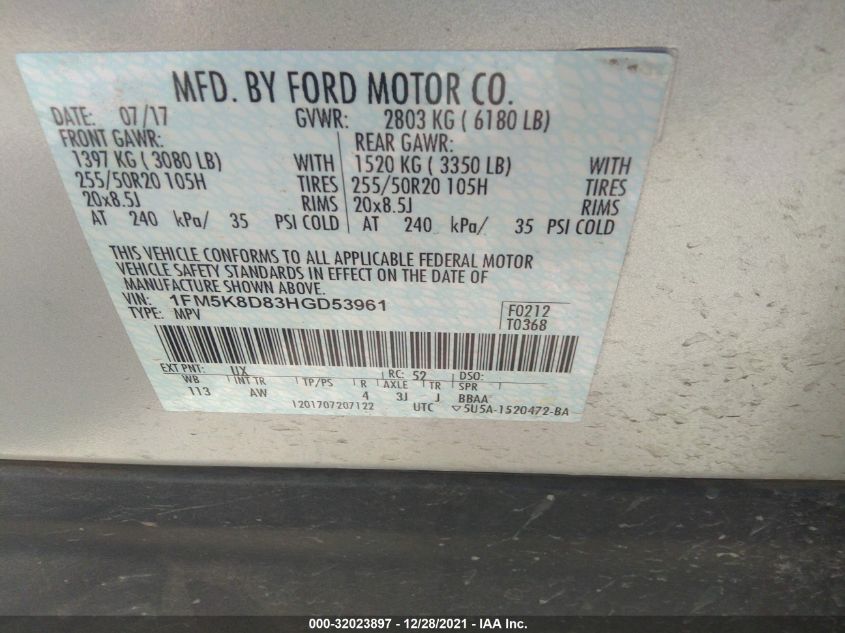 MFD. BY FORD MOTOR CO.
DATE: 07/17 GVWR: 2803 KG ( 6180 LB)
FRONT GAWR: REAR GAWR:
1397 KG ( 3080 LB) WITH 1520 KG ( 3350 LB) WITH
255/50R20 105H TIRES 255/50R20 105H TIRES
20x8.5J RIMS 20x8.5J RIMS
AT 240 kPa/ 35 PSI COLD AT 240 kPa/ 35 PSI COLD
THIS VEHICLE CONFORMS TO ALL APPLICABLE FEDERAL MOTOR
VEHICLE SAFETY STANDARDS IN EFFECT ON THE DATE OF
MANUFACTURE SHOWN ABOVE.
VIN: 1FM5K8D83HGD53961 F0212
TYPE: MPV T0368
EXT PNT: UX RC: 52 DSO:
WB INT TR TP/PS R AXLE TR SPR
113 AW 4 3J J BBAA
1201707207122 UTC ▽5U5A-1520472-BA
000-32023897 - 12/28/2021 - IAA Inc.